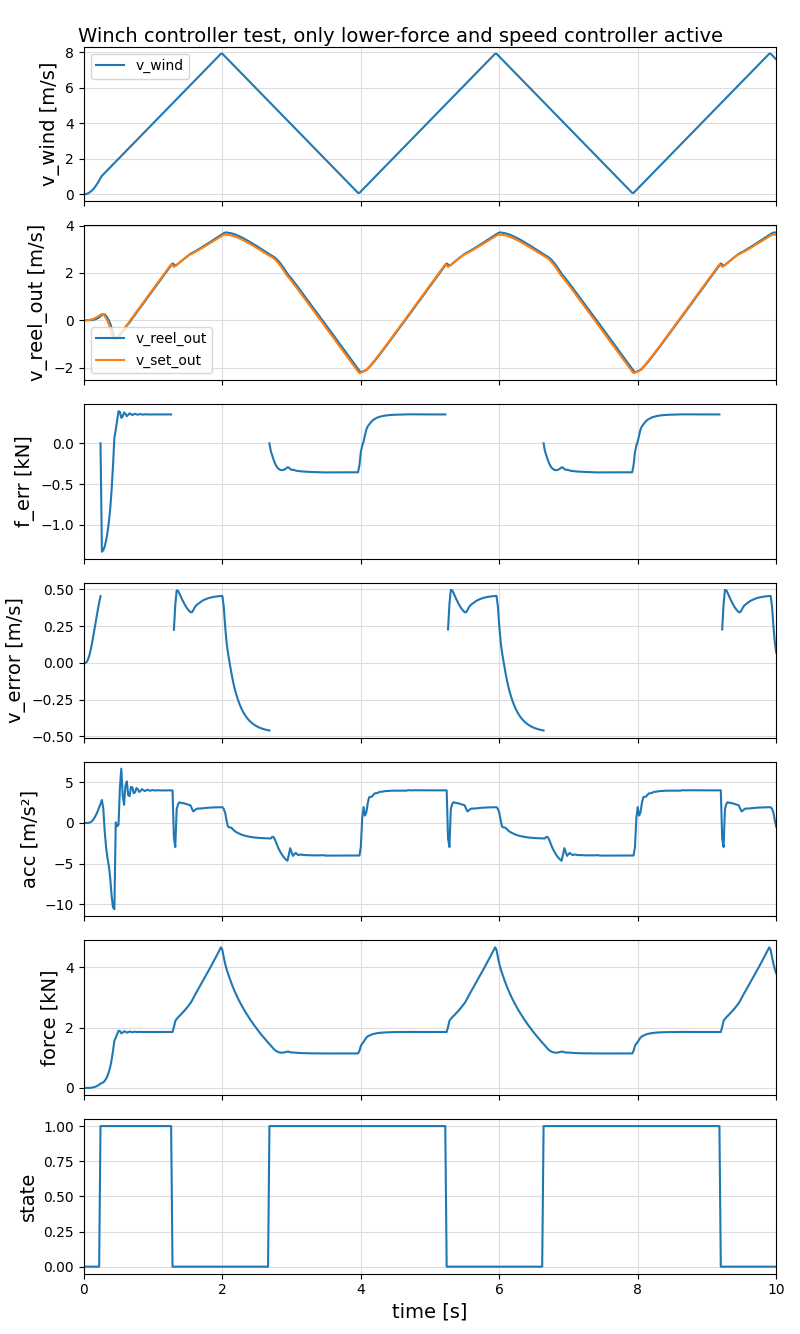 Winch controller test, only lower-force and speed controller active
8
6
4
2
0
v_wind [m/s]
v_wind
4
2
0
−2
v_reel_out [m/s]
v_reel_out
v_set_out
0.0
−0.5
−1.0
f_err [kN]
0.50
0.25
0.00
−0.25
−0.50
v_error [m/s]
5
0
−5
−10
acc [m/s²]
4
2
0
force [kN]
1.00
0.75
0.50
0.25
0.00
state
0 2 4 6 8 10
time [s]